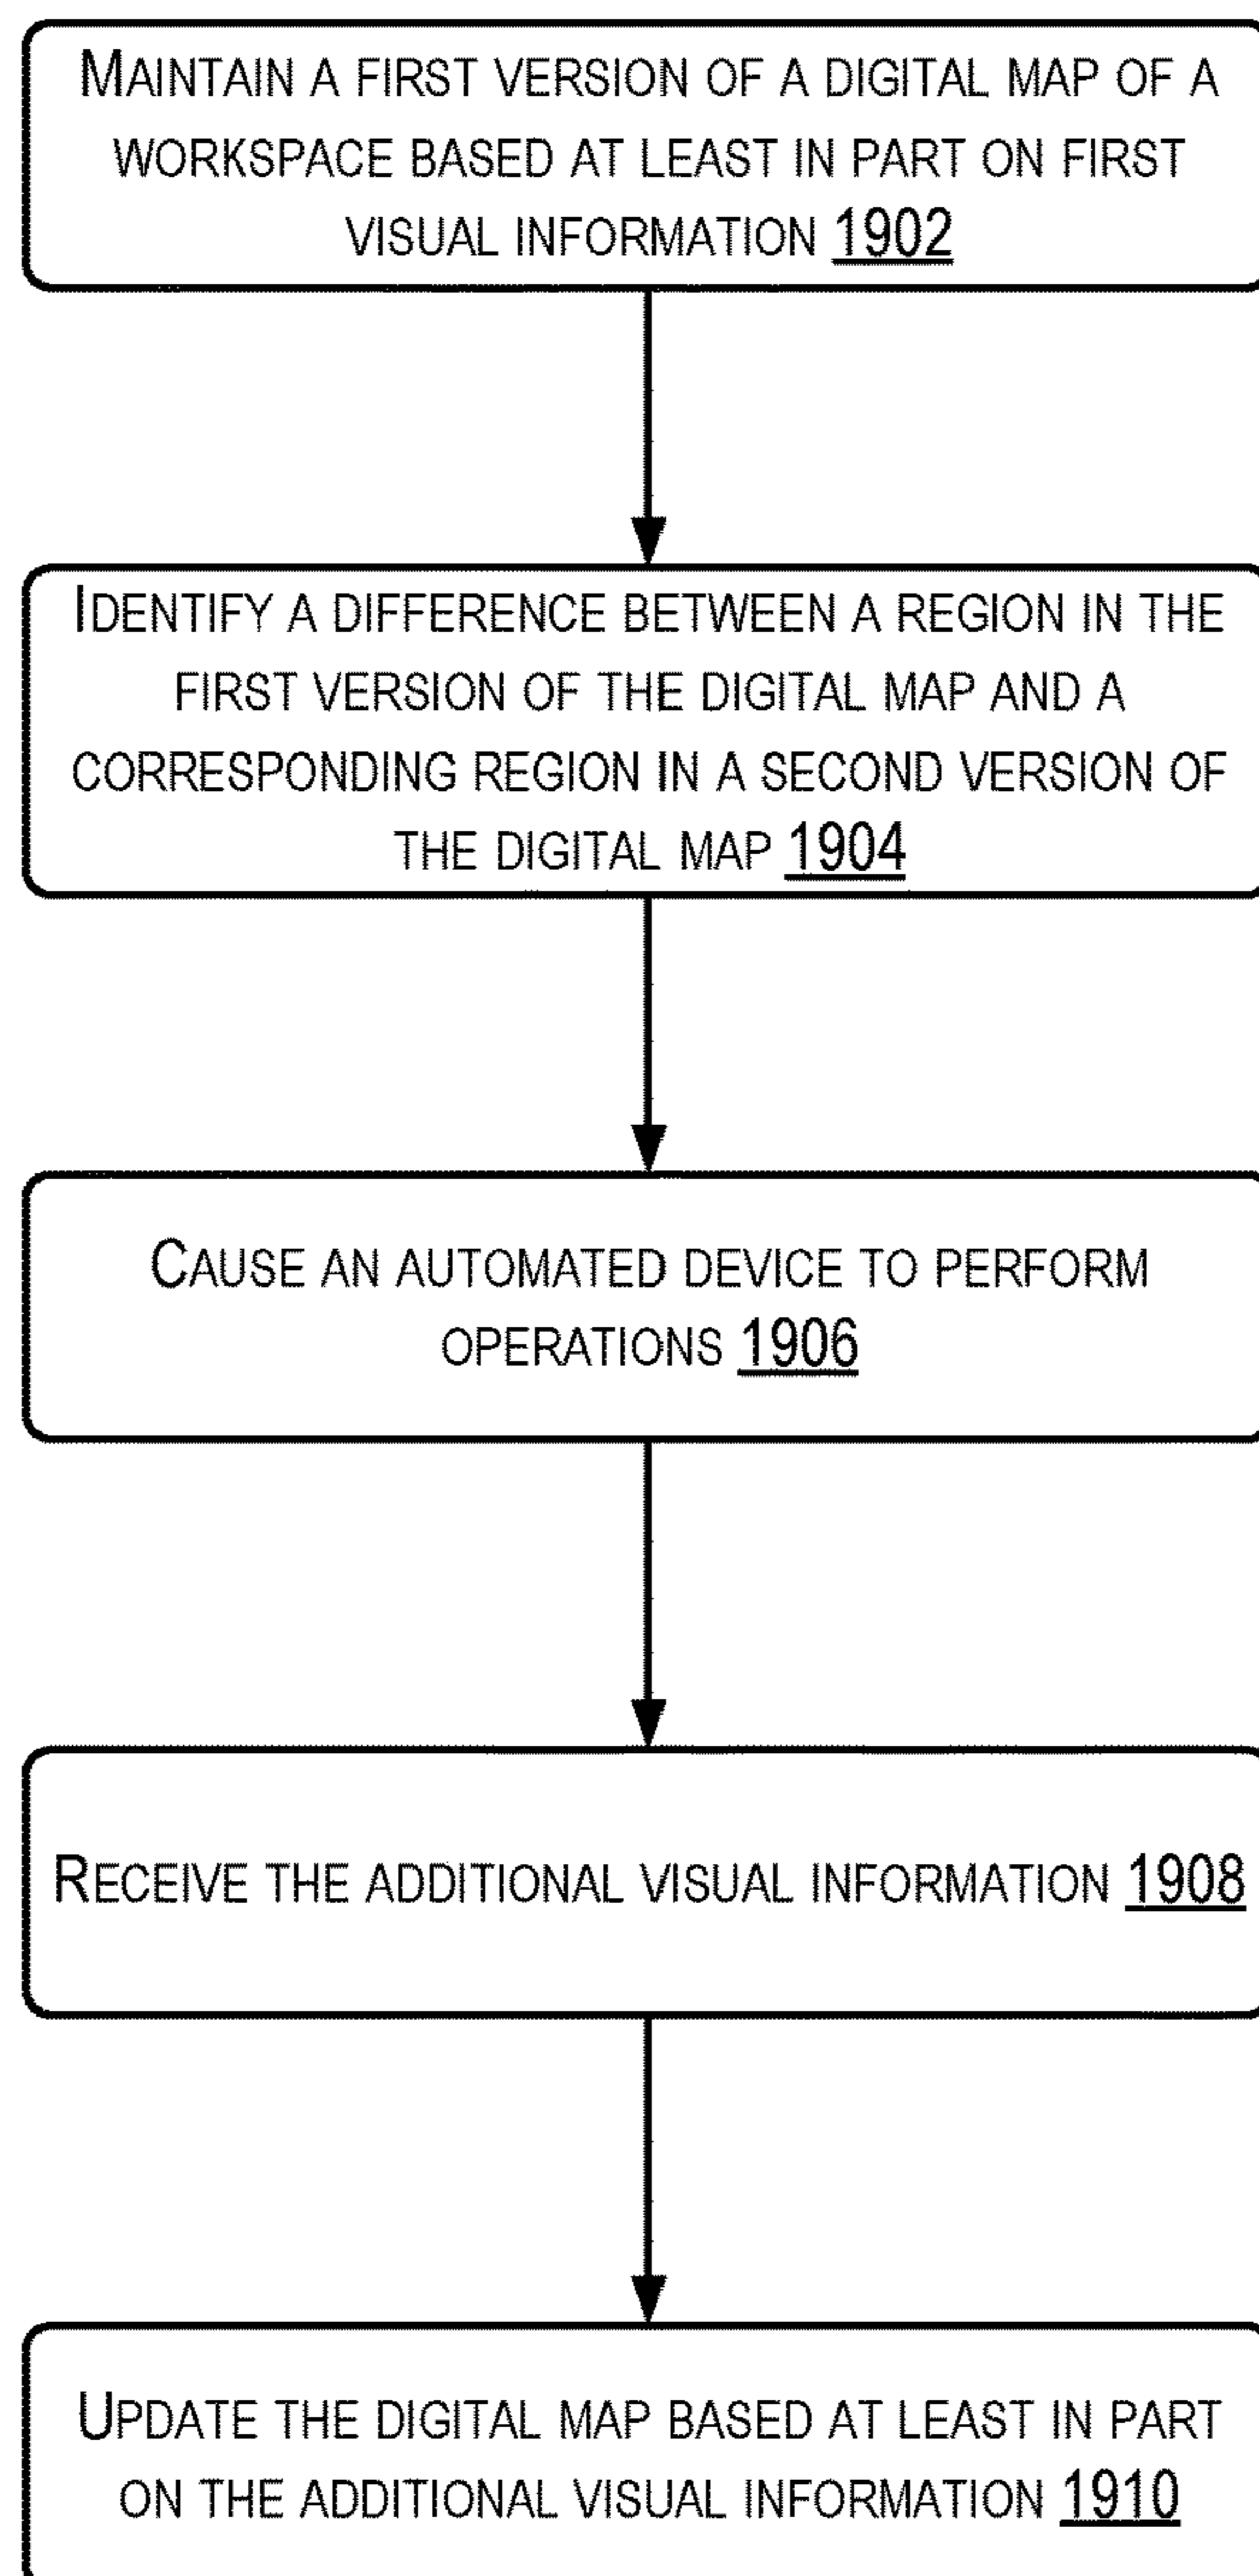 MAINTAIN A FIRST VERSION OF A DIGITAL MAP OF A
WORKSPACE BASED AT LEAST IN PART ON FIRST
VISUAL INFORMATION 1902
IDENTIFY A DIFFERENCE BETWEEN A REGION IN THE
FIRST VERSION OF THE DIGITAL MAP AND A
CORRESPONDING REGION IN A SECOND VERSION OF
THE DIGITAL MAP 1904
CAUSE AN AUTOMATED DEVICE TO PERFORM
OPERATIONS 1906
RECEIVE THE ADDITIONAL VISUAL INFORMATION 1908
UPDATE THE DIGITAL MAP BASED AT LEAST IN PART
ON THE ADDITIONAL VISUAL INFORMATION 1910